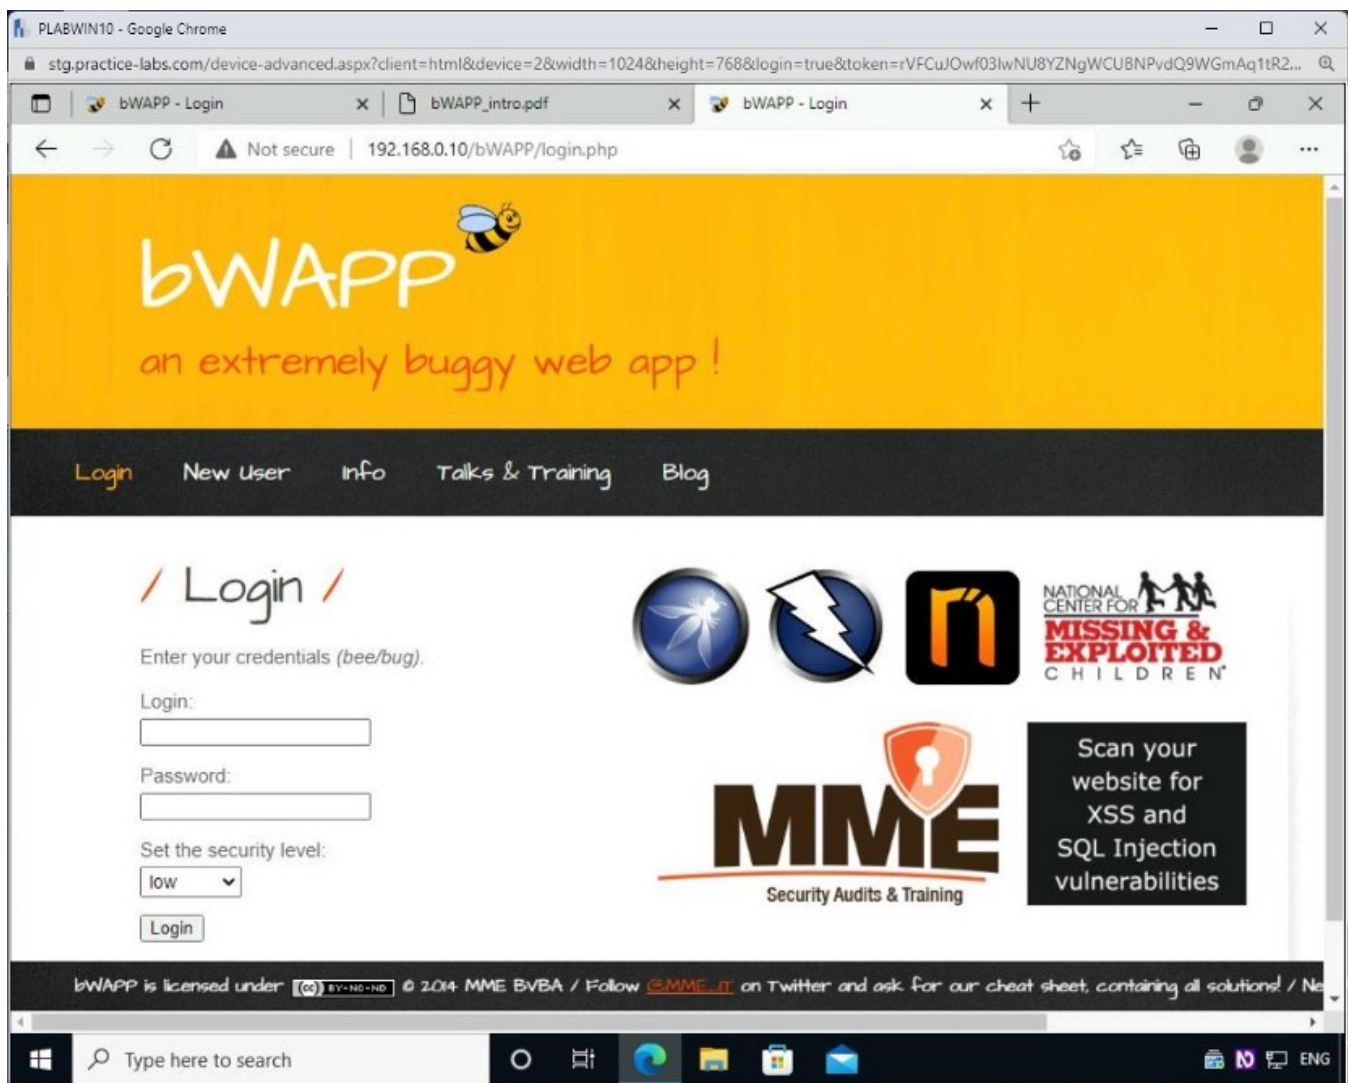 PLABWIN10 - Google Chrome
stg.practice-labs.com/device-advanced.aspx?client=html&device=2&width=1024&height=768&login=true&token=rVFCuJOwf03IwNU8YZNgWCUBNPvdQ9WGmAq1tR2...
bWAPP - Login
bWAPP_intro.pdf
bWAPP - Login
Not secure | 192.168.0.10/bWAPP/login.php
bWAPP
an extremely buggy web app !
Login New User Info Talks & Training Blog
/ Login /
Enter your credentials (bee/bug).
Login:
Password:
Set the security level:
low
Login
NATIONAL
CENTER FOR
MISSING &
EXPLOITED
CHILDREN
MME
Security Audits & Training
Scan your
website for
XSS and
SQL Injection
vulnerabilities
bWAPP is licensed under (cc) BY-NC-ND © 2014 MME BVBA / Follow @MME_IT on Twitter and ask for our cheat sheet, containing all solutions! / Ne
Type here to search
ENG